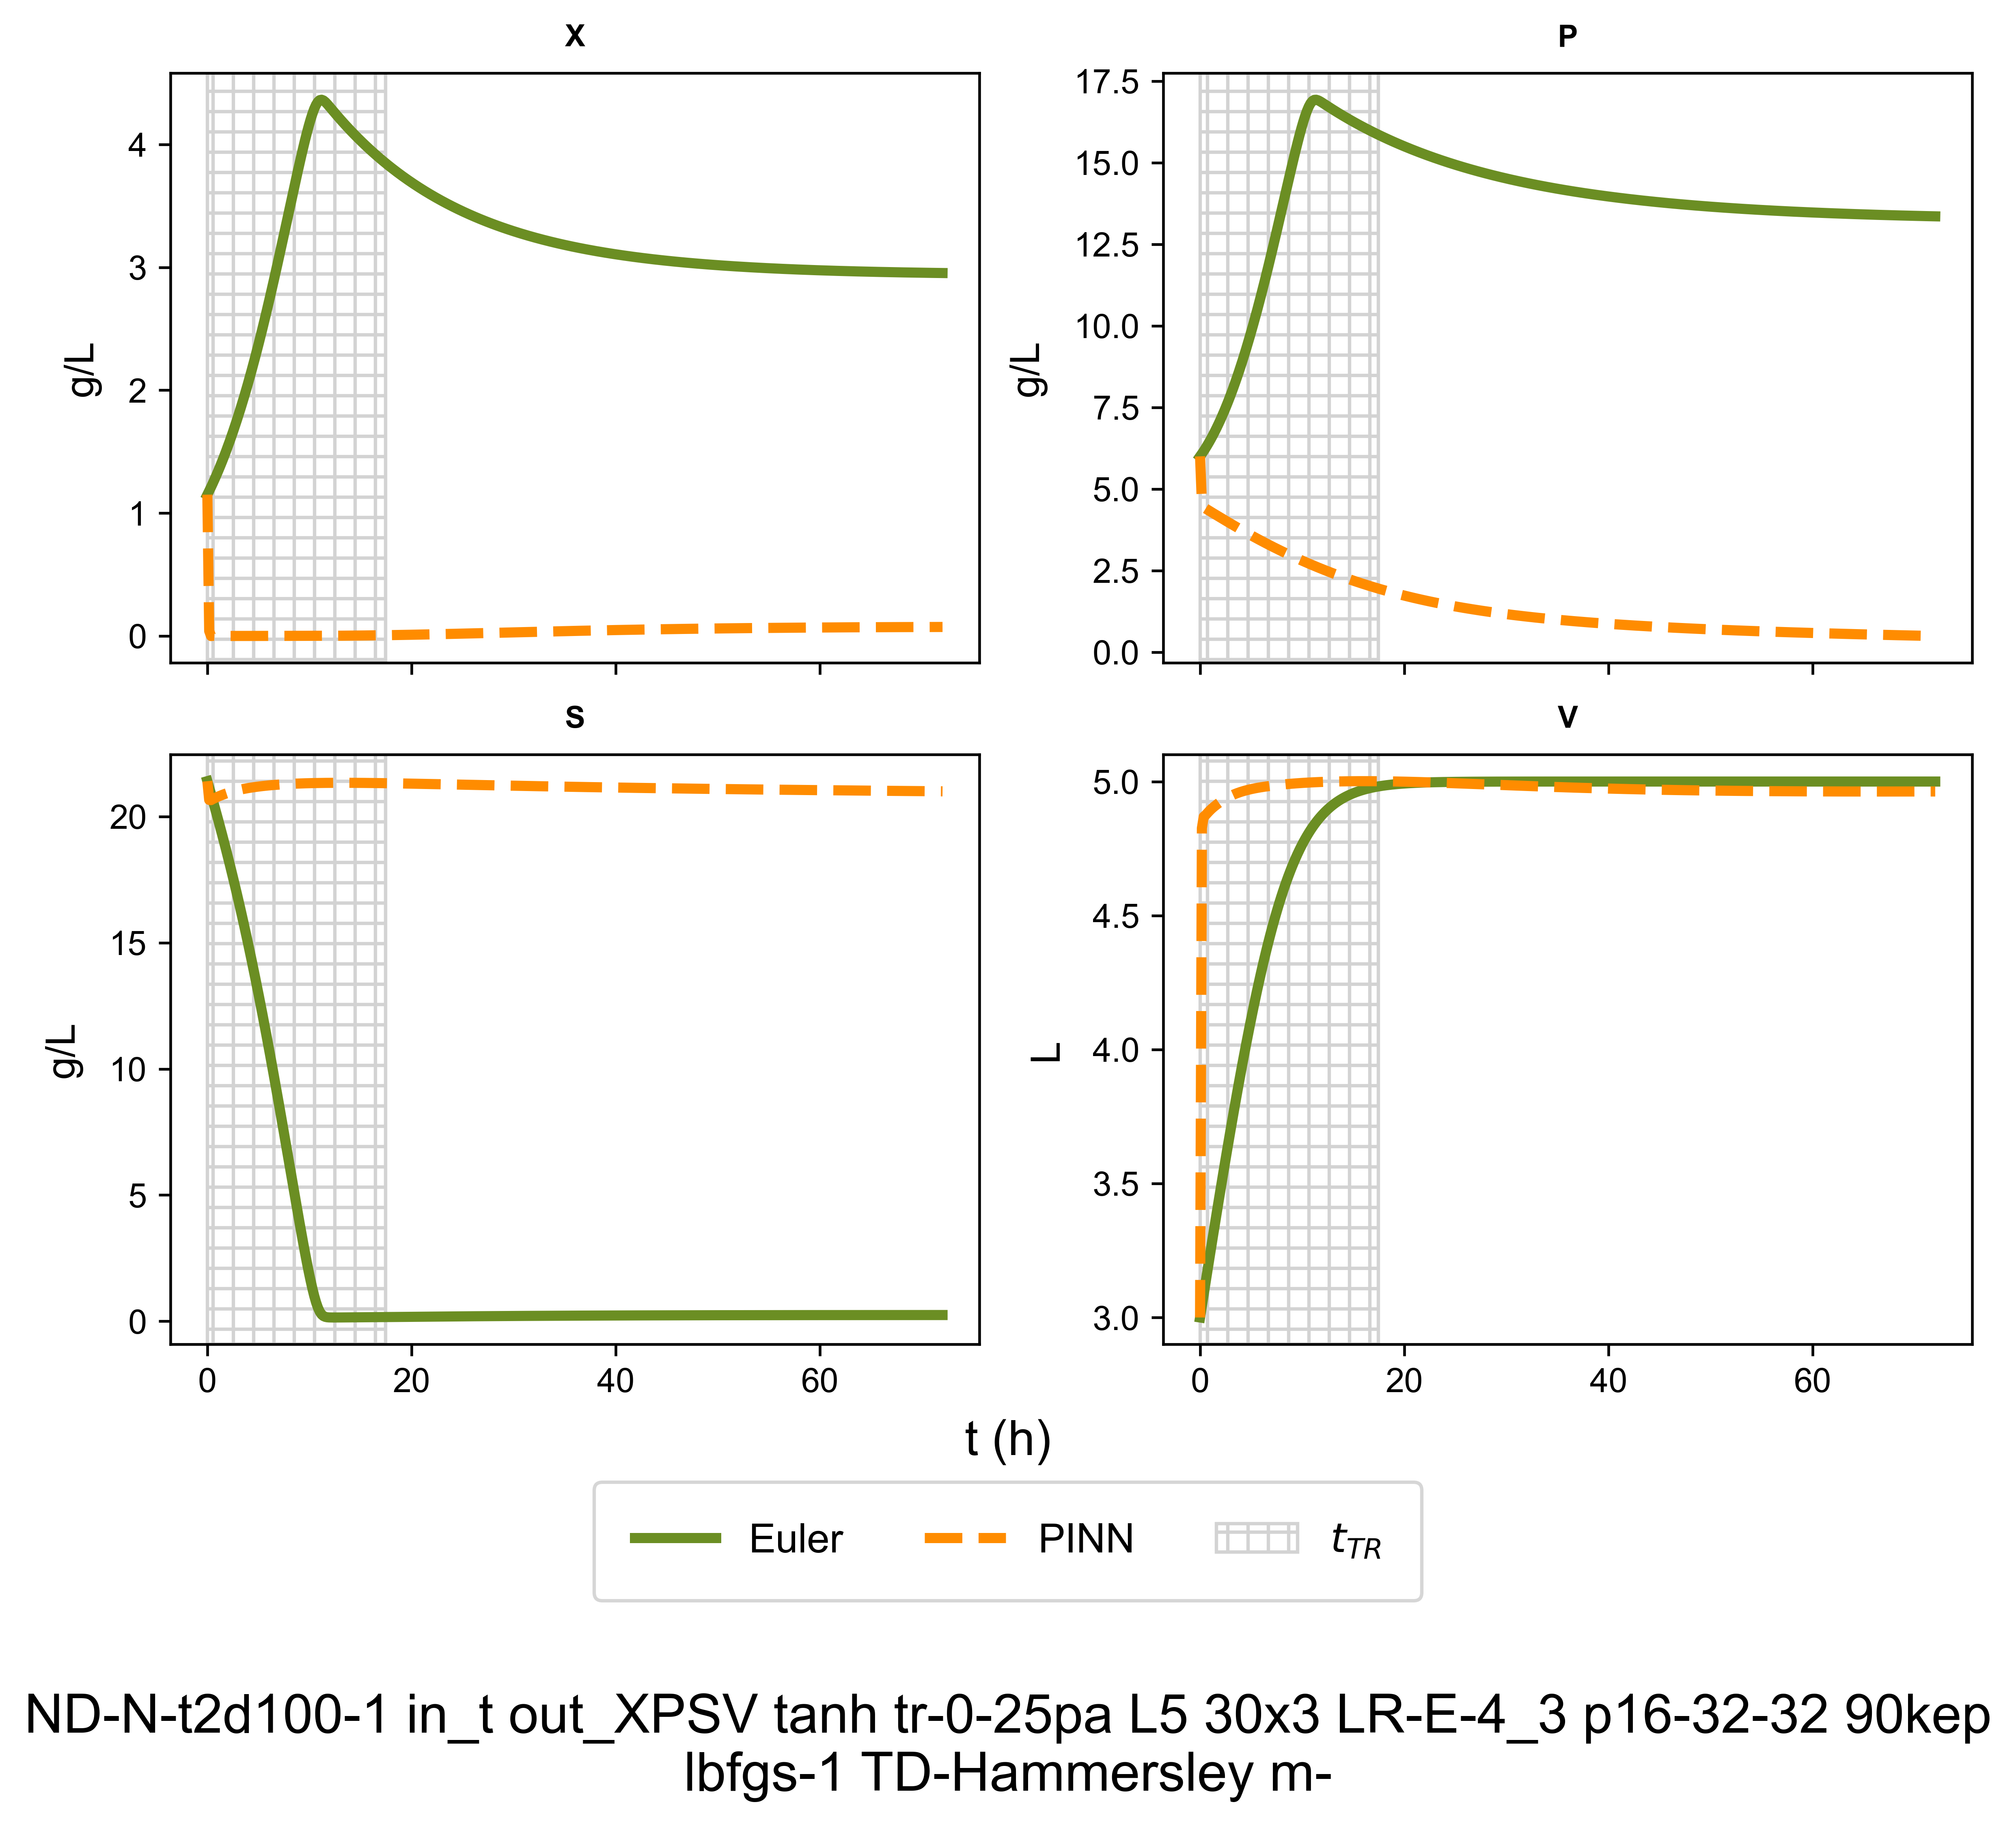 X
P
4
3
2
1
0
g/L
17.5
15.0
12.5
10.0
7.5
5.0
2.5
0.0
g/L
S
V
20
15
10
5
0
g/L
0 20 40 60
5.0
4.5
4.0
3.5
3.0
L
0 20 40 60
t (h)
Euler PINN t_TR
ND-N-t2d100-1 in_t out_XPSV tanh tr-0-25pa L5 30x3 LR-E-4_3 p16-32-32 90kep
lbfgs-1 TD-Hammersley m-